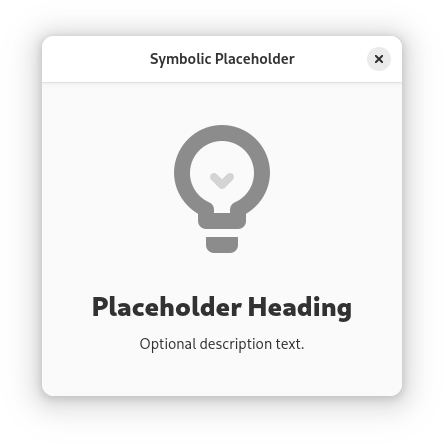 Symbolic Placeholder
Placeholder Heading
Optional description text.